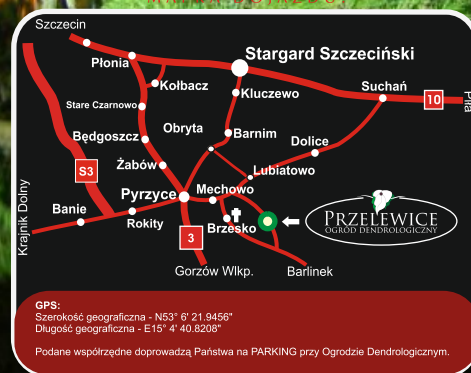 MAPA DOJAZDU
Szczecin
Płonia
Stargard Szczeciński
Kołbacz
Kluczewo
Suchań
10
Piła
Stare Czarnowo
Obryta
Barnim
Dolice
Będgoszcz
Żabów
Lubiatowo
S3
Pyrzyce
Mechowo
Krajnik Dolny
Banie
Rokity
Brzesko
3
PRZELEWICE
OGRÓD DENDROLOGICZNY
Gorzów Wlkp.
Barlinek
GPS:
Szerokość geograficzna - N53° 6' 21.9456"
Długość geograficzna - E15° 4' 40.8208"
Podane współrzędne doprowadzą Państwa na PARKING przy Ogrodzie Dendrologicznym.